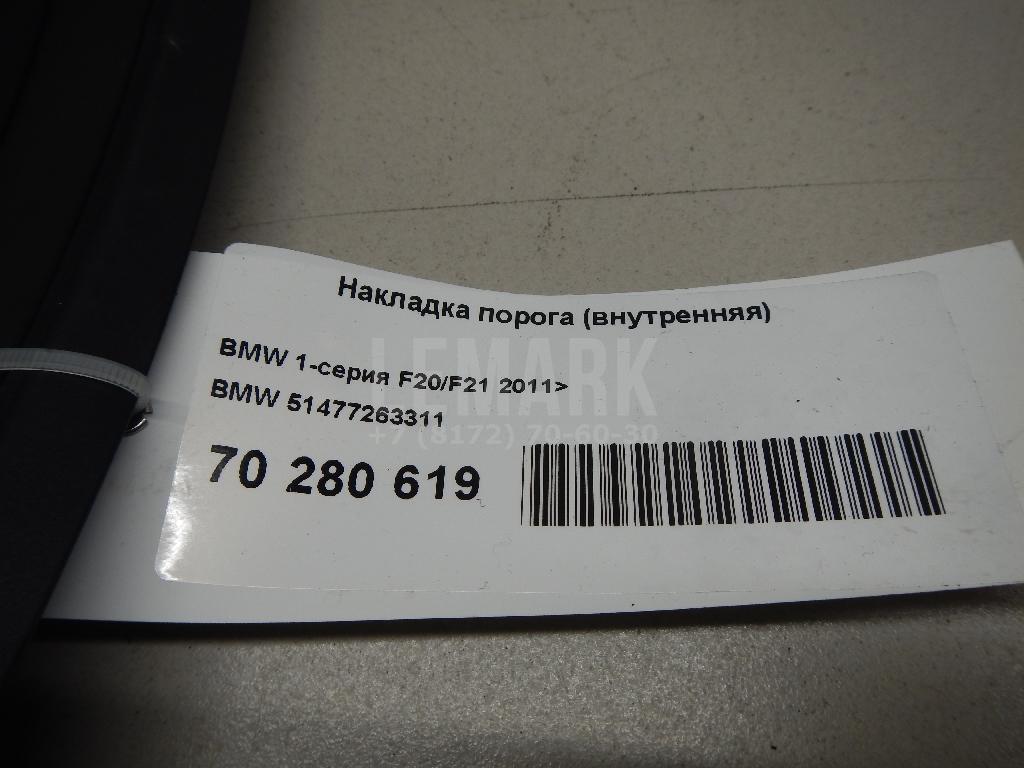 Накладка порога (внутренняя)
BMW 1-серия F20/F21 2011>
BMW 51477263311
70 280 619
LEMARK
+7 (8172) 70-60-30